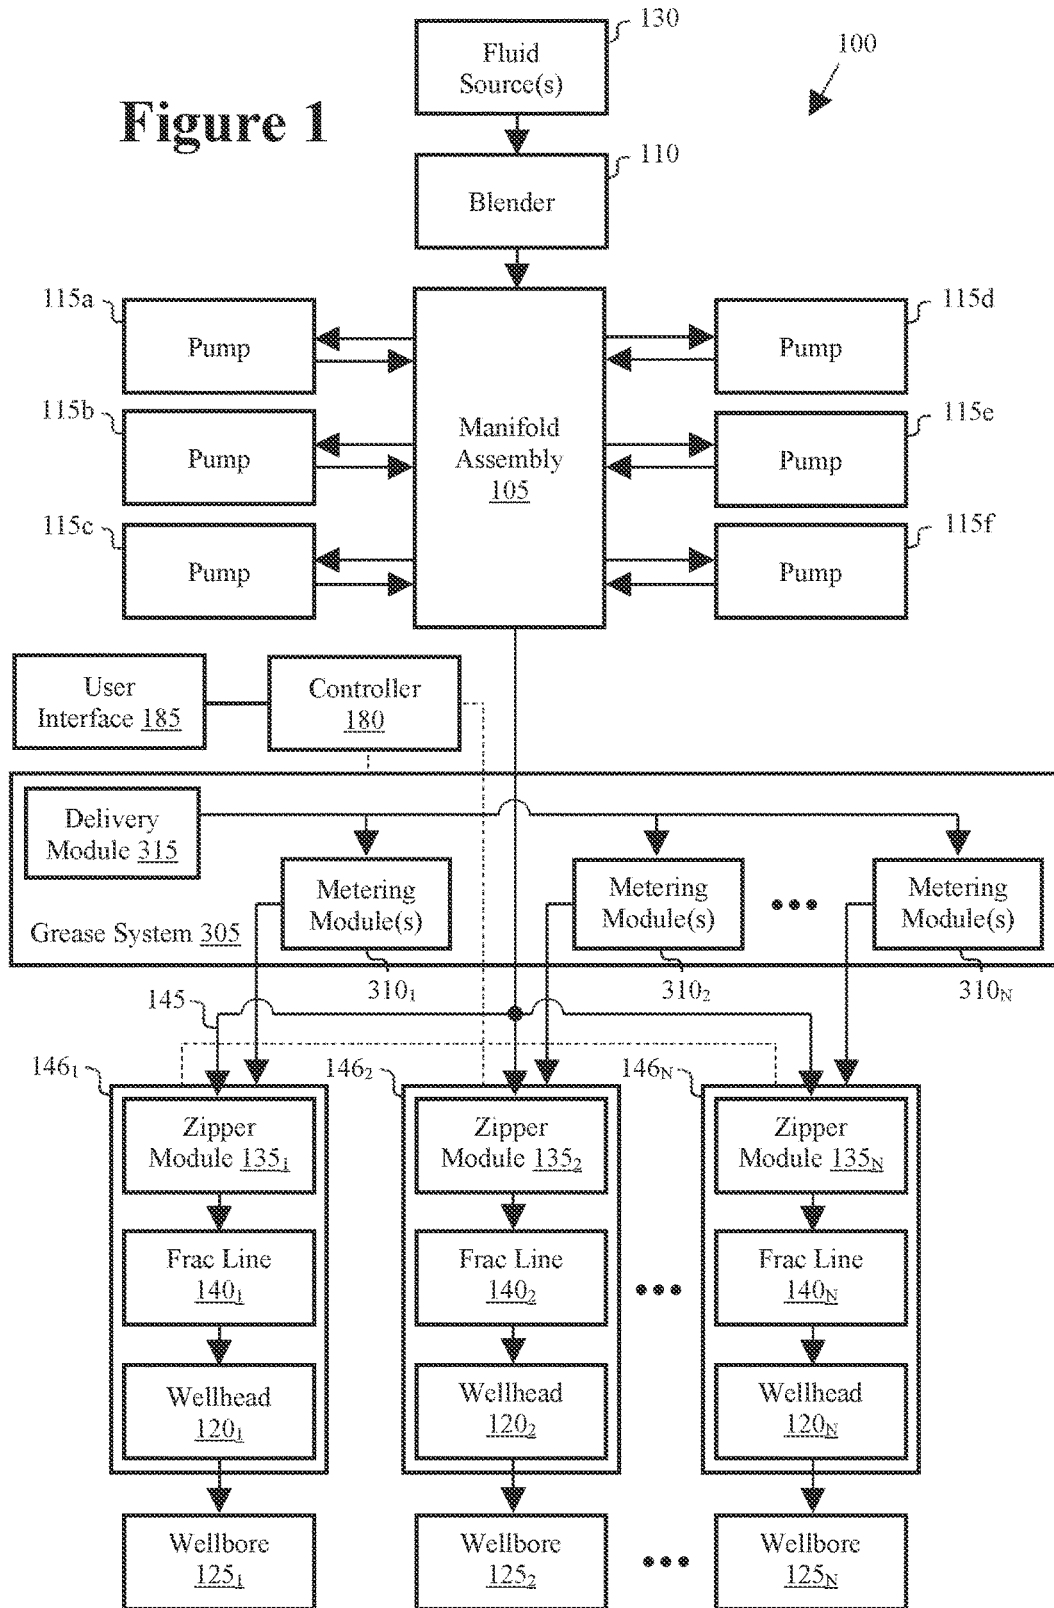 130
100
Fluid
Source(s)
Figure 1
110
Blender
115a
115d
Pump
Pump
115b
115e
Manifold
Assembly
105
Pump
Pump
115c
115f
Pump
Pump
User
Interface 185
Controller
180
Delivery
Module 315
Metering
Module(s)
Metering
Module(s)
Metering
Module(s)
Grease System 305
310₁
310₂
310N
145
146₁
146₂
146N
Zipper
Module 135₁
Zipper
Module 135₂
Zipper
Module 135N
Frac Line
140₁
Frac Line
140₂
Frac Line
140N
Wellhead
120₁
Wellhead
120₂
Wellhead
120N
Wellbore
125₁
Wellbore
125₂
Wellbore
125N